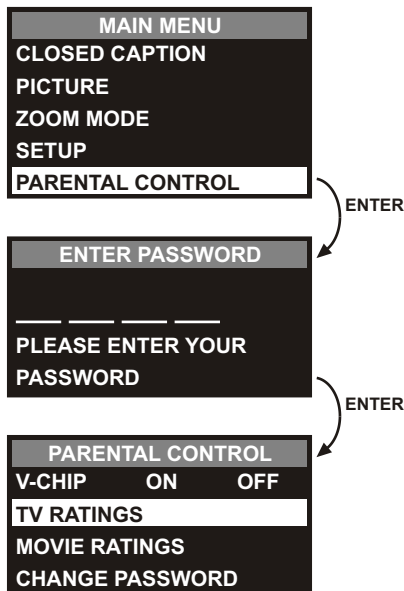 MAIN MENU
CLOSED CAPTION
PICTURE
ZOOM MODE
SETUP
PARENTAL CONTROL
ENTER
ENTER PASSWORD
PLEASE ENTER YOUR
PASSWORD
ENTER
PARENTAL CONTROL
V-CHIP ON OFF
TV RATINGS
MOVIE RATINGS
CHANGE PASSWORD